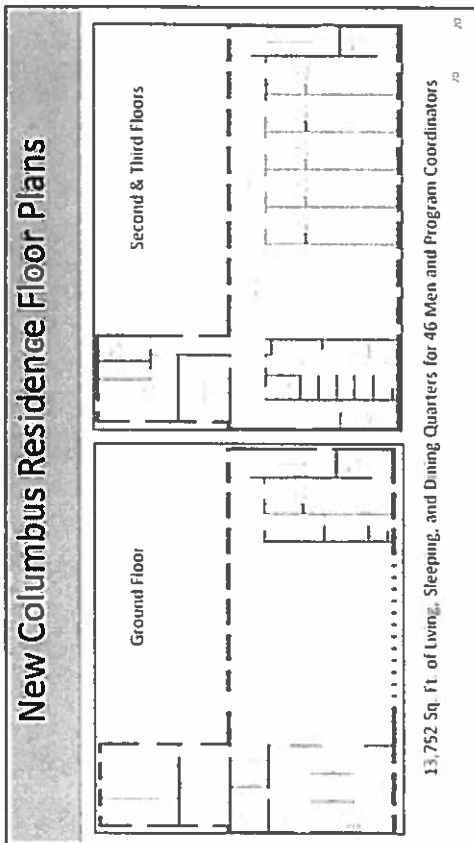 New Columbus Residence Floor Plans
Ground Floor
Second & Third Floors
13,752 Sq. Ft. of Living, Sleeping, and Dining Quarters for 46 Men and Program Coordinators